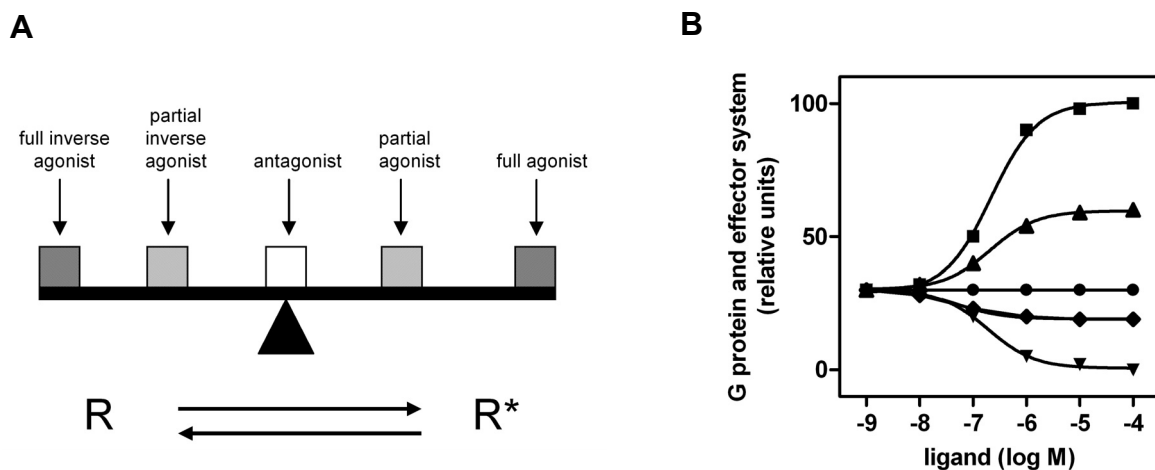 A
full inverse
agonist
partial
inverse
agonist
antagonist
partial
agonist
full agonist
R
R*
B
G protein and effector system
(relative units)
100
50
0
-9 -8 -7 -6 -5 -4
ligand (log M)